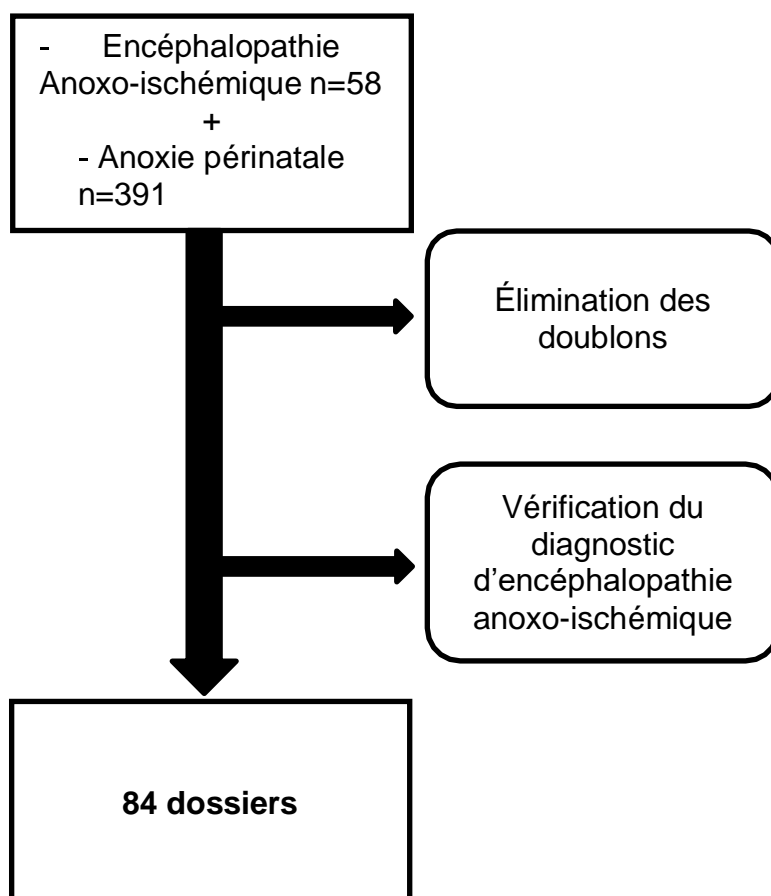 - Encéphalopathie
Anoxo-ischémique n=58
+
- Anoxie périnatale
n=391
Élimination des
doublons
Vérification du
diagnostic
d’encéphalopathie
anoxo-ischémique
84 dossiers